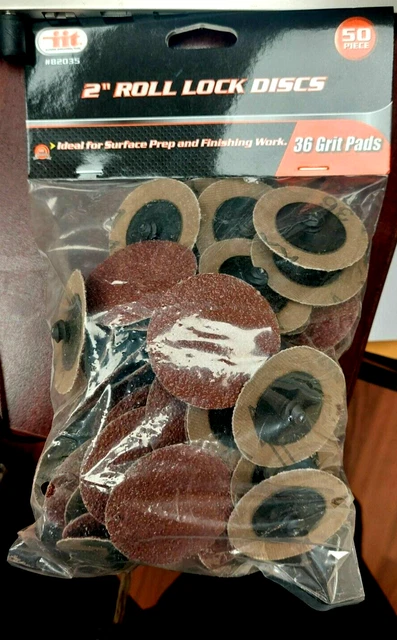 iit
#82035
50
PIECE
2" ROLL LOCK DISCS
Ideal for Surface Prep and Finishing Work.
36 Grit Pads